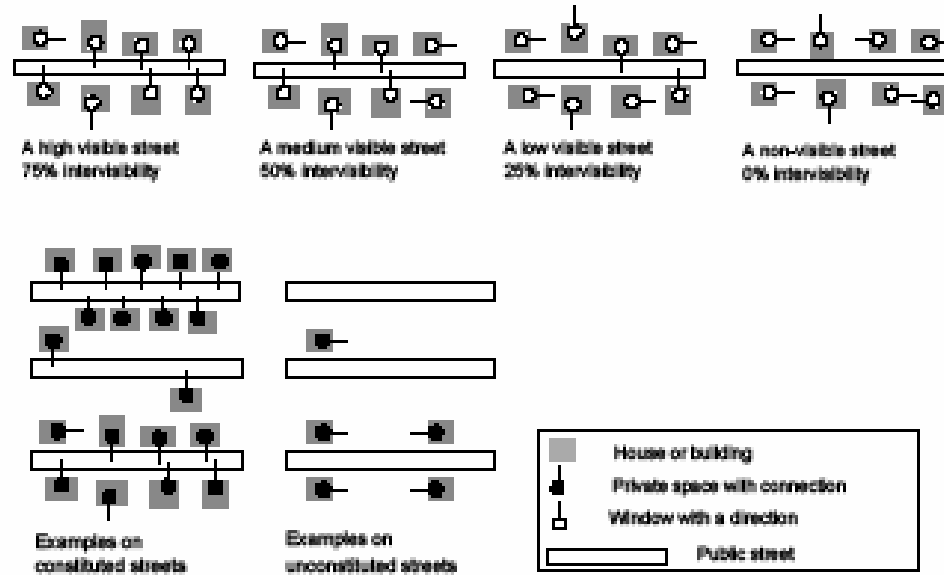 A high visible street
75% intervisibility
A medium visible street
50% intervisibility
A low visible street
25% intervisibility
A non-visible street
0% intervisibility
Examples on
constituted streets
Examples on
unconstituted streets
House or building
Private space with connection
Window with a direction
Public street